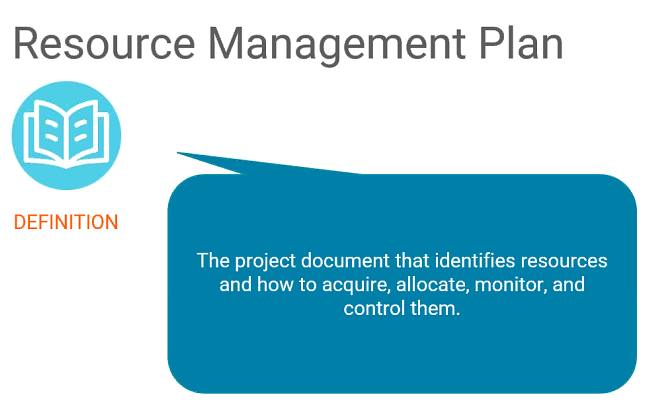 Resource Management Plan
DEFINITION
The project document that identifies resources
and how to acquire, allocate, monitor, and
control them.